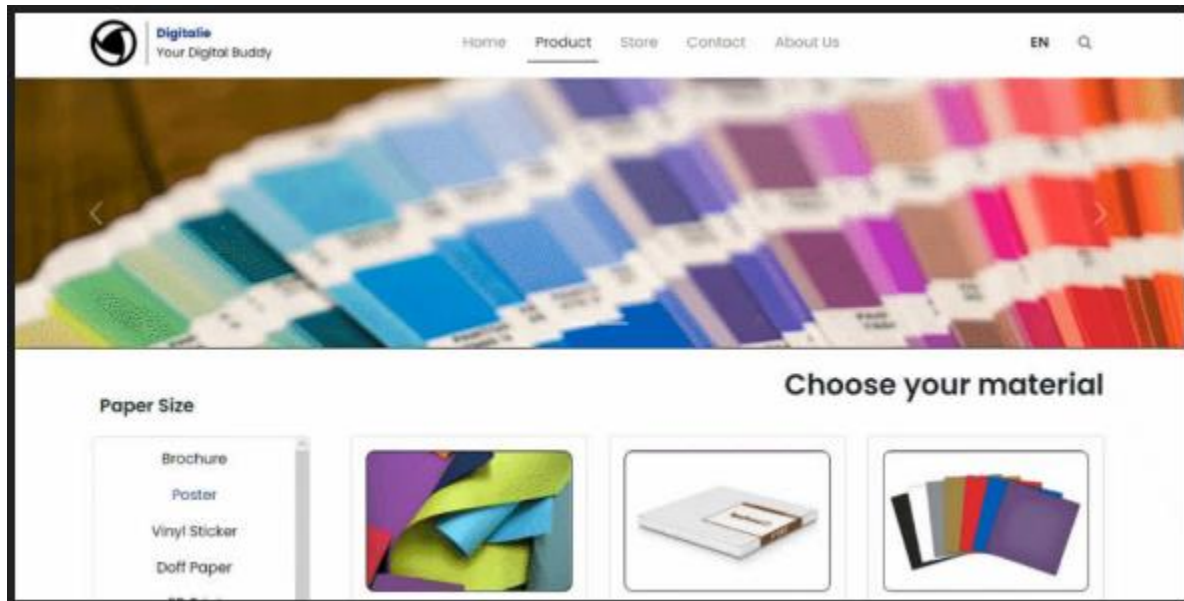 Digitalie
Your Digital Buddy
Home Product Store Contact About Us
EN
Choose your material
Paper Size
Brochure
Poster
Vinyl Sticker
Doff Paper